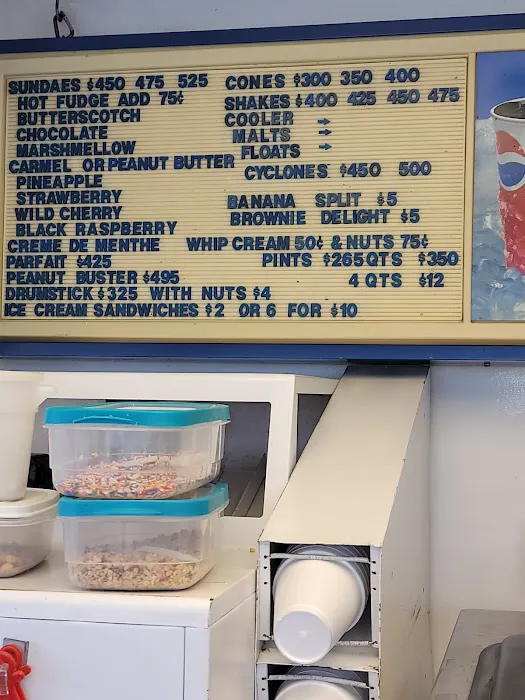 SUNDAES $450 475 525
HOT FUDGE ADD 75¢
BUTTERSCOTCH
CHOCOLATE
MARSHMELLOW
CARMEL OR PEANUT BUTTER
PINEAPPLE
STRAWBERRY
WILD CHERRY
BLACK RASPBERRY
CREME DE MENTHE
PARFAIT $425
PEANUT BUSTER $495
DRUMSTICK $325 WITH NUTS $4
ICE CREAM SANDWICHES $2 OR 6 FOR $10
CONES $300 350 400
SHAKES $400 425 450 475
COOLER →
MALTS →
FLOATS →
CYCLONES $450 500
BANANA SPLIT $5
BROWNIE DELIGHT $5
WHIP CREAM 50¢ & NUTS 75¢
PINTS $265 QTS $350
4 QTS $12